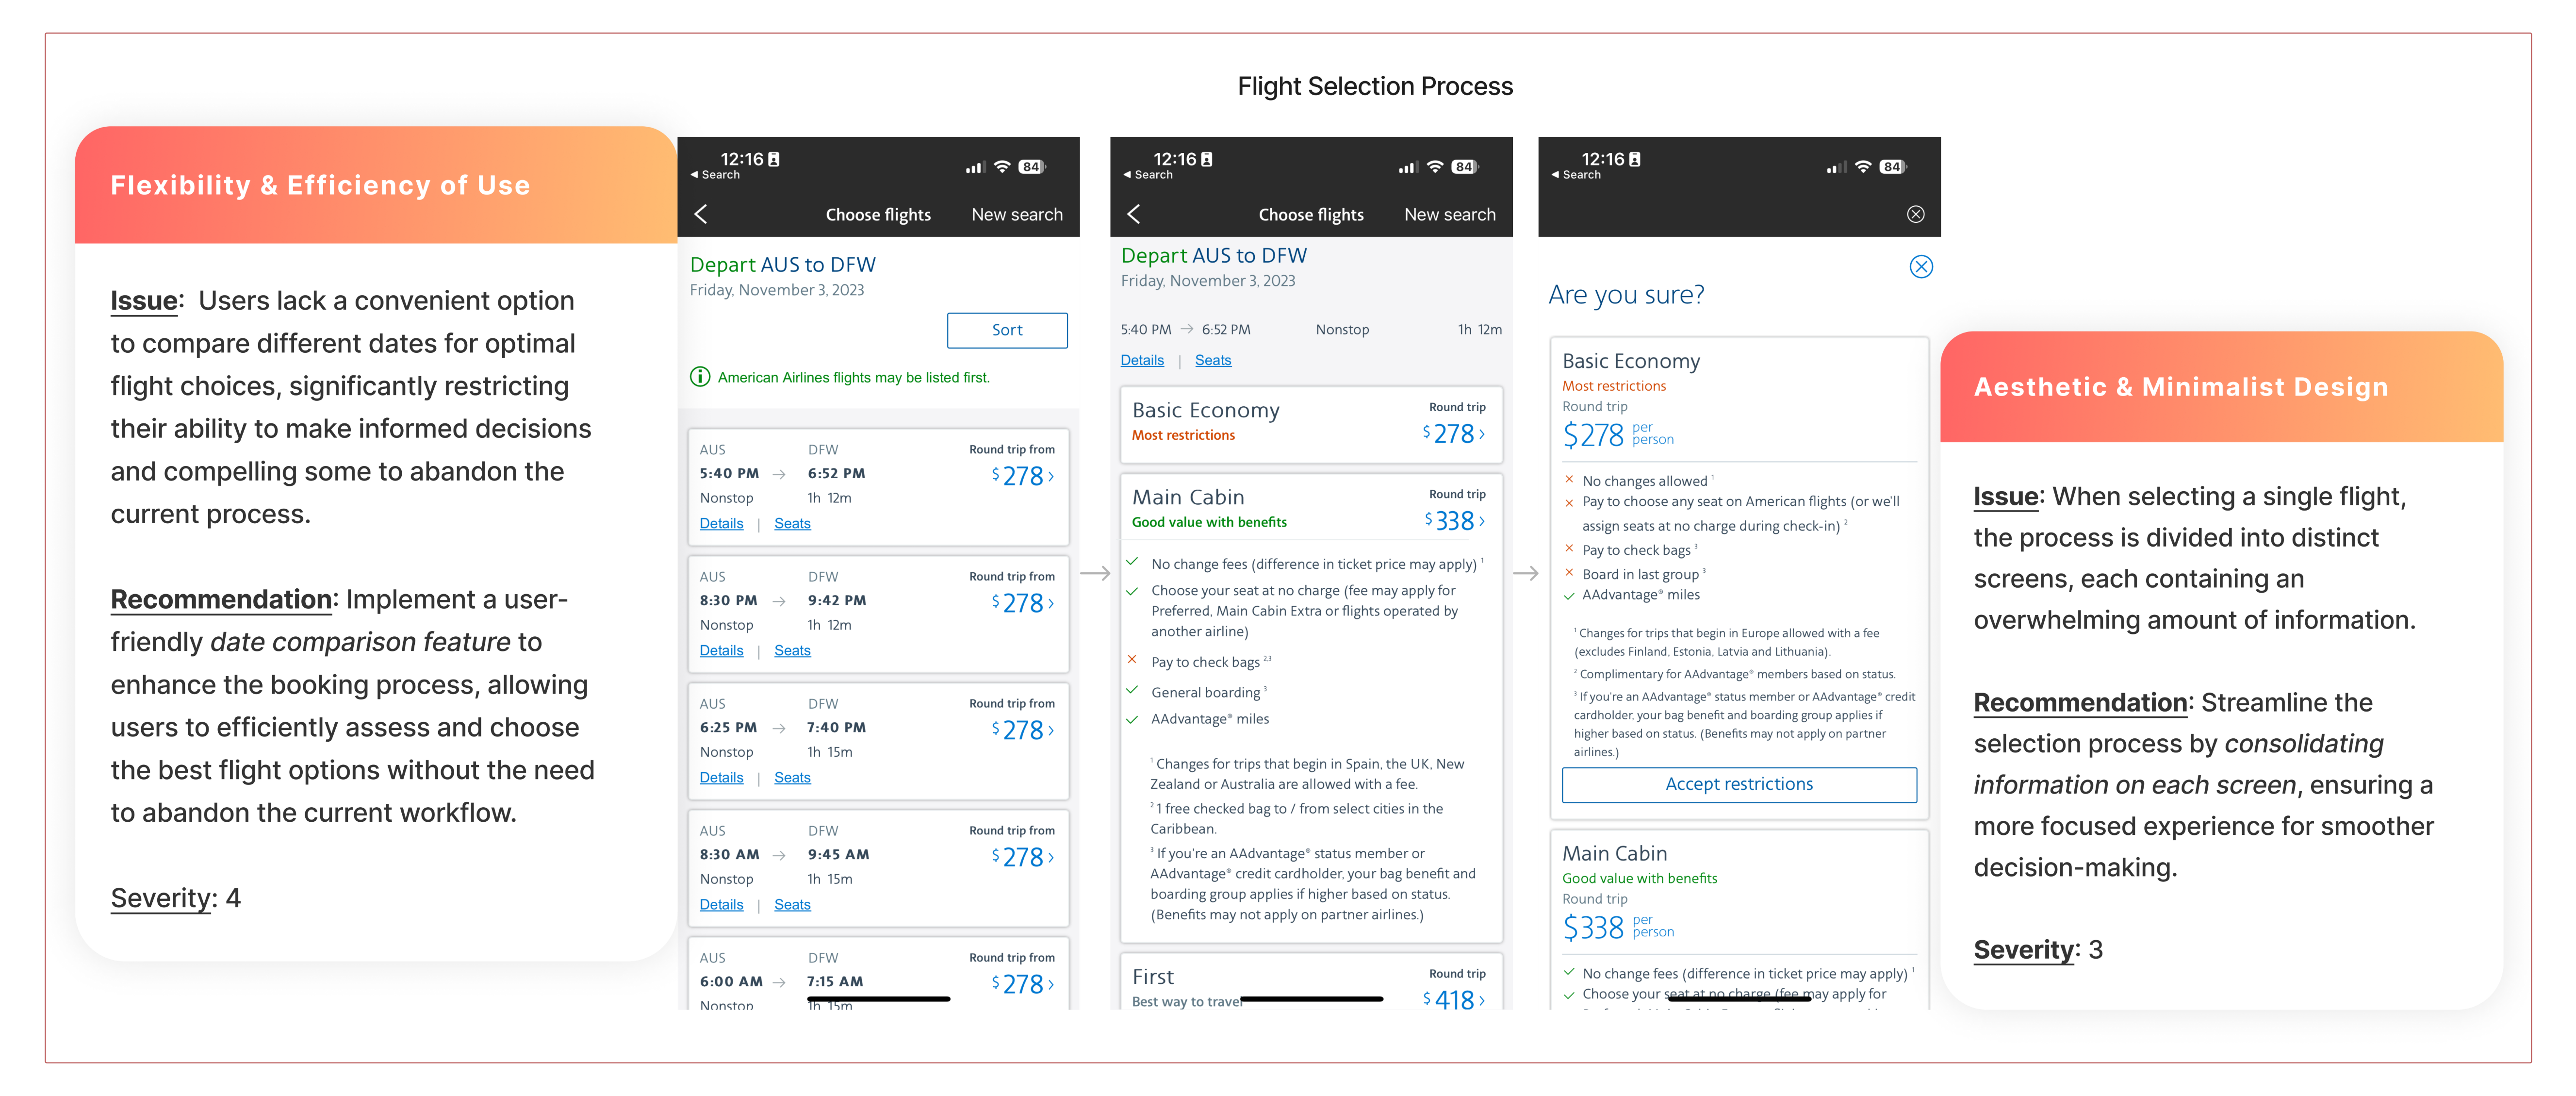 Flight Selection Process
Flexibility & Efficiency of Use
Issue: Users lack a convenient option
to compare different dates for optimal
flight choices, significantly restricting
their ability to make informed decisions
and compelling some to abandon the
current process.
Recommendation: Implement a user-
friendly date comparison feature to
enhance the booking process, allowing
users to efficiently assess and choose
the best flight options without the need
to abandon the current workflow.
Severity: 4
12:16
84
Search
Choose flights
New search
Depart AUS to DFW
Friday, November 3, 2023
Sort
American Airlines flights may be listed first.
AUS DFW Round trip from
5:40 PM → 6:52 PM $278 ›
Nonstop 1h 12m
Details | Seats
AUS DFW Round trip from
8:30 PM → 9:42 PM $278 ›
Nonstop 1h 12m
Details | Seats
AUS DFW Round trip from
6:25 PM → 7:40 PM $278 ›
Nonstop 1h 15m
Details | Seats
AUS DFW Round trip from
8:30 AM → 9:45 AM $278 ›
Nonstop 1h 15m
Details | Seats
AUS DFW Round trip from
6:00 AM → 7:15 AM $278 ›
Nonstop 1h 15m
12:16
84
Search
Choose flights
New search
Depart AUS to DFW
Friday, November 3, 2023
5:40 PM → 6:52 PM Nonstop 1h 12m
Details | Seats
Basic Economy Round trip
Most restrictions $278 ›
Main Cabin Round trip
Good value with benefits $338 ›
No change fees (difference in ticket price may apply) 1
Choose your seat at no charge (fee may apply for
Preferred, Main Cabin Extra or flights operated by
another airline)
Pay to check bags 2,3
General boarding 3
AAdvantage® miles
1 Changes for trips that begin in Spain, the UK, New
Zealand or Australia are allowed with a fee.
2 1 free checked bag to / from select cities in the
Caribbean.
3 If you're an AAdvantage® status member or
AAdvantage® credit cardholder, your bag benefit and
boarding group applies if higher based on status.
(Benefits may not apply on partner airlines.)
First Round trip
Best way to travel $418 ›
12:16
84
Search
Are you sure?
Basic Economy
Most restrictions
Round trip
$278 per person
No changes allowed 1
Pay to choose any seat on American flights (or we'll
assign seats at no charge during check-in) 2
Pay to check bags 3
Board in last group 3
AAdvantage® miles
1 Changes for trips that begin in Europe allowed with a fee
(excludes Finland, Estonia, Latvia and Lithuania).
2 Complimentary for AAdvantage® members based on status.
3 If you're an AAdvantage® status member or AAdvantage® credit
cardholder, your bag benefit and boarding group applies if
higher based on status. (Benefits may not apply on partner
airlines.)
Accept restrictions
Main Cabin
Good value with benefits
Round trip
$338 per person
No change fees (difference in ticket price may apply) 1
Choose your seat at no charge (fee may apply for
Aesthetic & Minimalist Design
Issue: When selecting a single flight,
the process is divided into distinct
screens, each containing an
overwhelming amount of information.
Recommendation: Streamline the
selection process by consolidating
information on each screen, ensuring a
more focused experience for smoother
decision-making.
Severity: 3